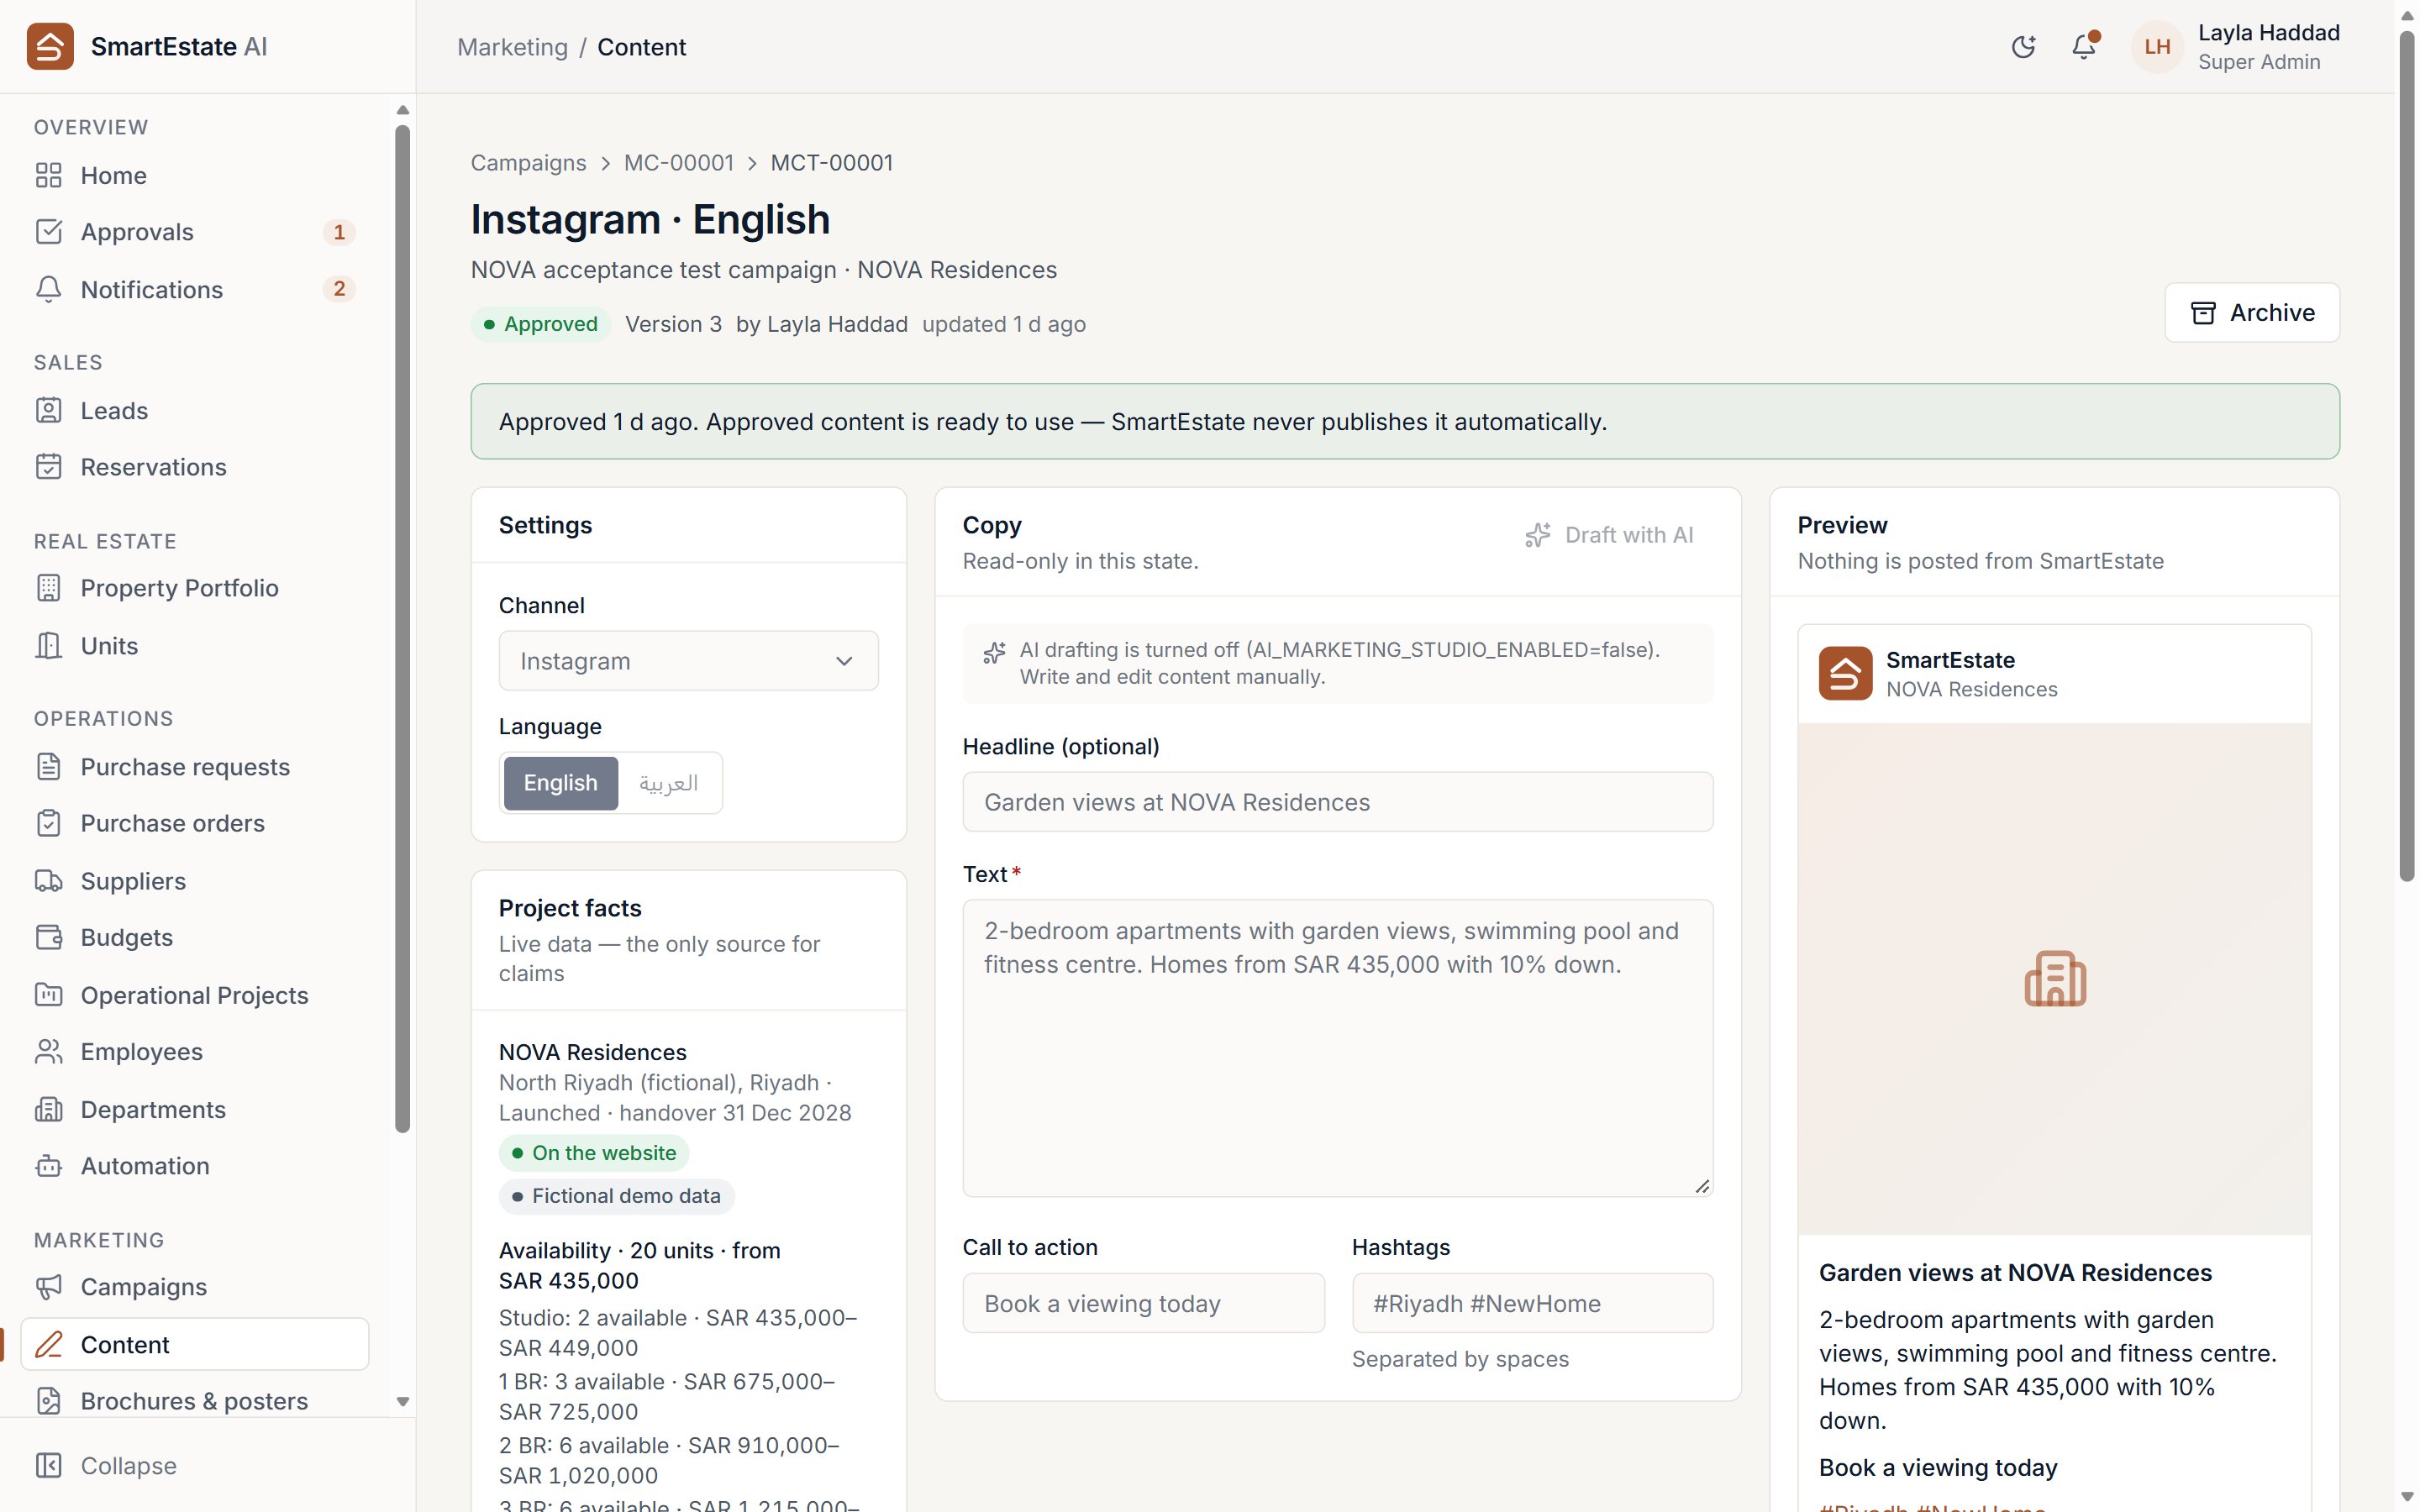 SmartEstate AI
Marketing / Content
LH
Layla Haddad
Super Admin
OVERVIEW
Home
Approvals 1
Notifications 2
SALES
Leads
Reservations
REAL ESTATE
Property Portfolio
Units
OPERATIONS
Purchase requests
Purchase orders
Suppliers
Budgets
Operational Projects
Employees
Departments
Automation
MARKETING
Campaigns
Content
Brochures & posters
Collapse
Campaigns > MC-00001 > MCT-00001
Instagram · English
NOVA acceptance test campaign · NOVA Residences
Approved Version 3 by Layla Haddad updated 1 d ago
Archive
Approved 1 d ago. Approved content is ready to use — SmartEstate never publishes it automatically.
Settings
Channel
Instagram
Language
English العربية
Project facts
Live data — the only source for
claims
NOVA Residences
North Riyadh (fictional), Riyadh ·
Launched · handover 31 Dec 2028
On the website
Fictional demo data
Availability · 20 units · from
SAR 435,000
Studio: 2 available · SAR 435,000–
SAR 449,000
1 BR: 3 available · SAR 675,000–
SAR 725,000
2 BR: 6 available · SAR 910,000–
SAR 1,020,000
3 BR: 6 available · SAR 1,215,000–
Copy
Read-only in this state.
Draft with AI
AI drafting is turned off (AI_MARKETING_STUDIO_ENABLED=false).
Write and edit content manually.
Headline (optional)
Garden views at NOVA Residences
Text*
2-bedroom apartments with garden views, swimming pool and
fitness centre. Homes from SAR 435,000 with 10% down.
Call to action
Book a viewing today
Hashtags
#Riyadh #NewHome
Separated by spaces
Preview
Nothing is posted from SmartEstate
SmartEstate
NOVA Residences
Garden views at NOVA Residences
2-bedroom apartments with garden
views, swimming pool and fitness centre.
Homes from SAR 435,000 with 10%
down.
Book a viewing today
#Riyadh #NewHome